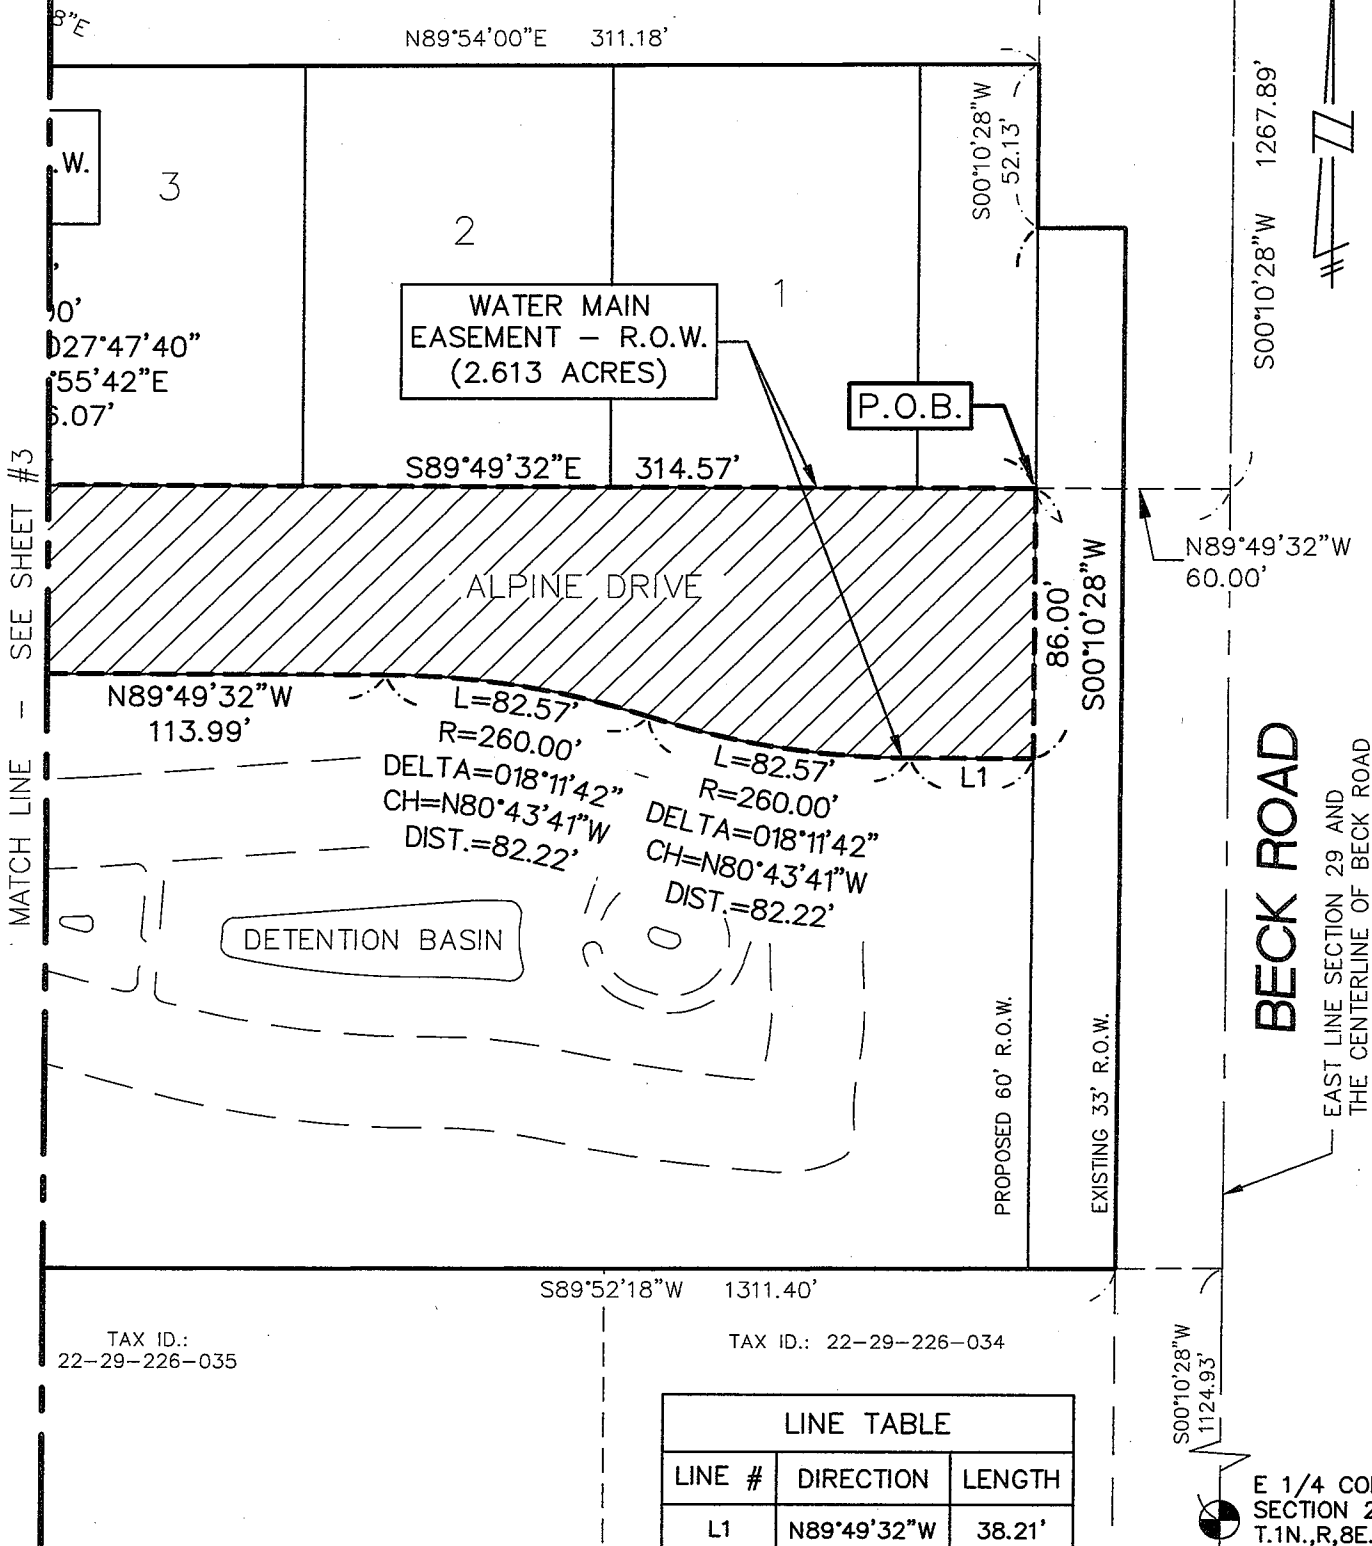 8"E
N89°54'00"E 311.18'
S00°10'28"W
52.13'
S00°10'28"W 1267.89'
.W.
3
2
1
WATER MAIN
EASEMENT – R.O.W.
(2.613 ACRES)
0'
027°47'40"
°55'42"E
6.07'
P.O.B.
S89°49'32"E 314.57'
N89°49'32"W
60.00'
ALPINE DRIVE
86.00'
S00°10'28"W
MATCH LINE – SEE SHEET #3
N89°49'32"W
113.99'
L=82.57'
R=260.00'
DELTA=018°11'42"
CH=N80°43'41"W
DIST.=82.22'
L=82.57'
R=260.00'
DELTA=018°11'42"
CH=N80°43'41"W
DIST.=82.22'
L1
DETENTION BASIN
BECK ROAD
EAST LINE SECTION 29 AND
THE CENTERLINE OF BECK ROAD
PROPOSED 60' R.O.W.
EXISTING 33' R.O.W.
S89°52'18"W 1311.40'
TAX ID.:
22–29–226–035
TAX ID.: 22–29–226–034
S00°10'28"W
1124.93'
LINE TABLE
LINE # DIRECTION LENGTH
L1 N89°49'32"W 38.21'
E 1/4 CO
SECTION 2
T.1N.,R,8E.